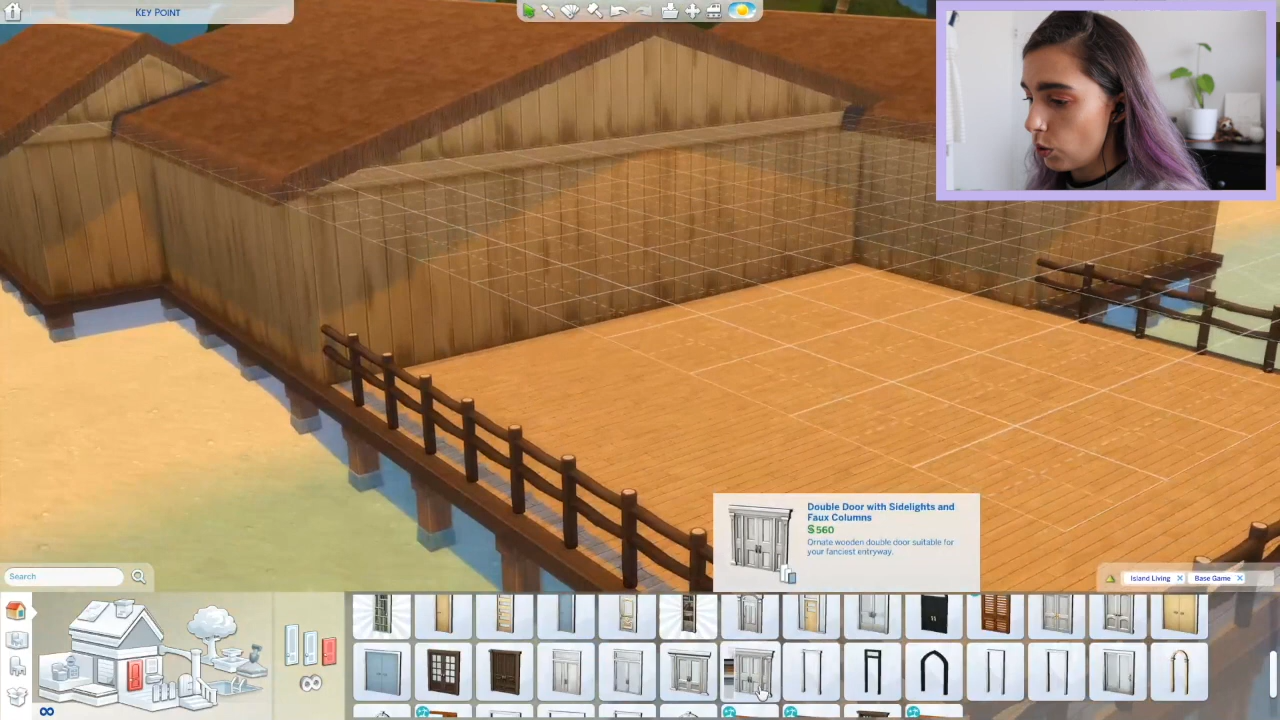 KEY POINT
Double Door with Sidelights and
Faux Columns
$560
Ornate wooden double door suitable for
your fanciest entryway.
Search
Island Living
Base Game